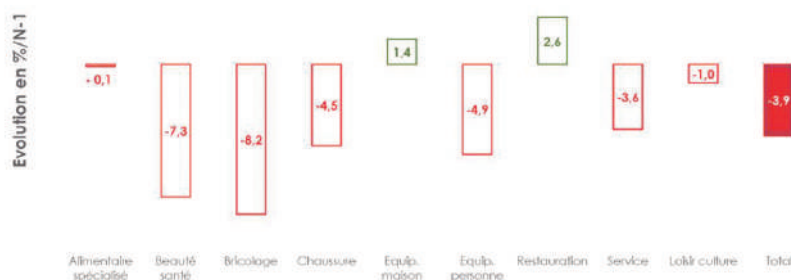 Evolution en %/N-1
- 0,1
-7,3
-8,2
-4,5
1,4
-4,9
2,6
-3,6
-1,0
-3,9
Alimentaire spécialisé
Beauté santé
Bricolage
Chaussure
Equip. maison
Equip. personne
Restauration
Service
Loisir culture
Total